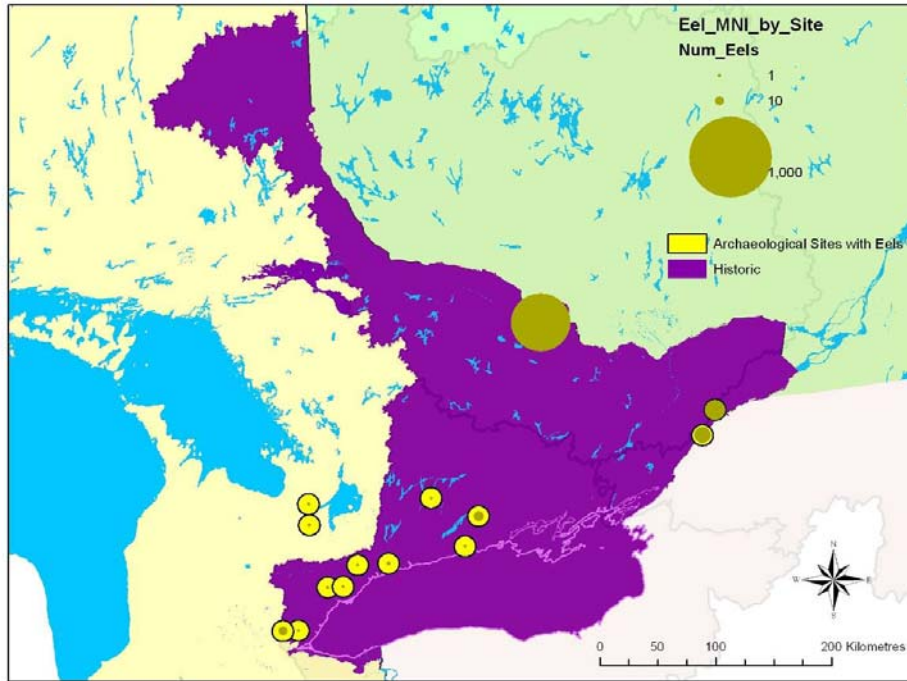 Eel_MNI_by_Site
Num_Eels
1
10
1,000
Archaeological Sites with Eels
Historic
N
W E
S
0 50 100 200 Kilometres